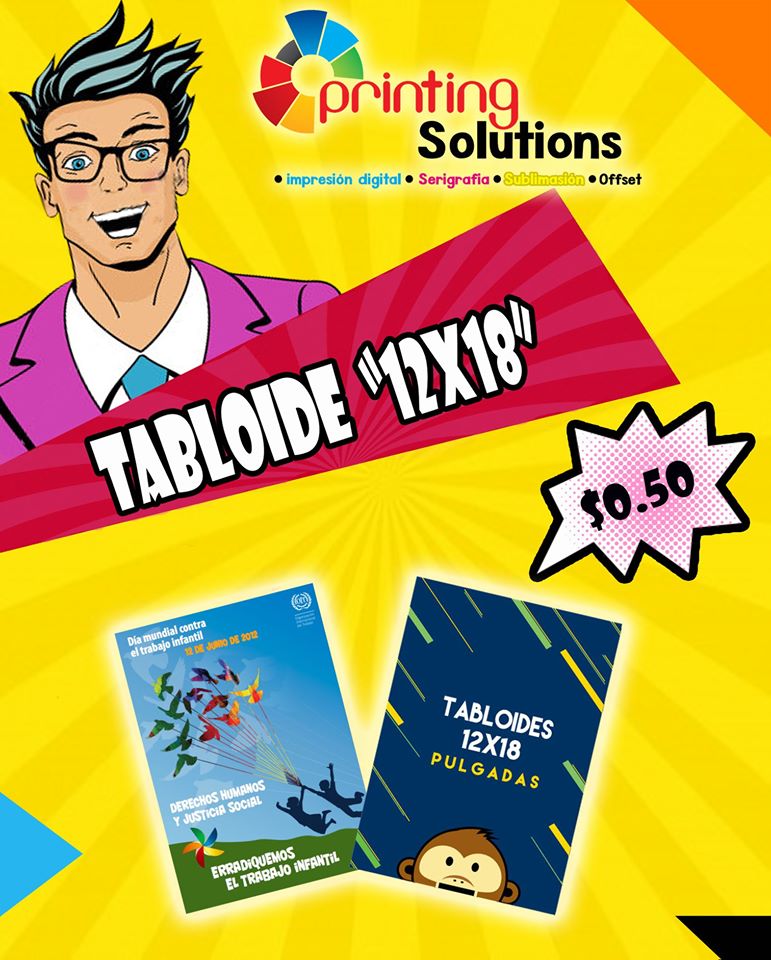 printing
Solutions
• impresión digital • Serigrafia • Sublimasión • Offset
TABLOIDE "12X18"
$0.50
Día mundial contra
el trabajo infantil
12 DE JUNIO DE 2012
DERECHOS HUMANOS
Y JUSTICIA SOCIAL
ERRADIQUEMOS
EL TRABAJO INFANTIL
TABLOIDES
12X18
PULGADAS